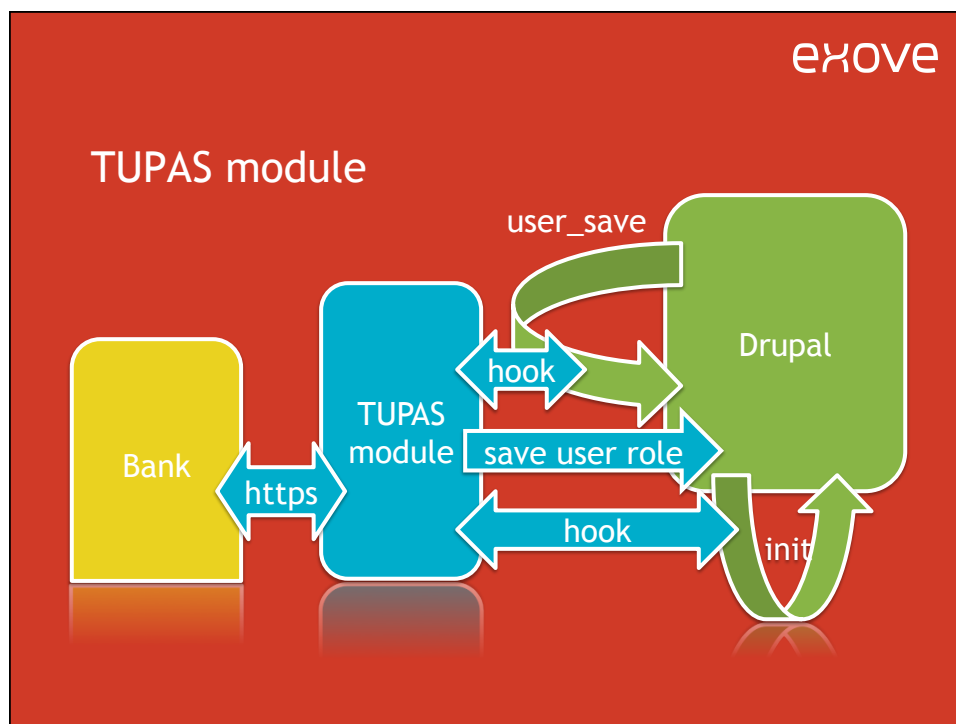 exove
TUPAS module
user_save
Drupal
hook
TUPAS
module
save user role
Bank
https
hook
init